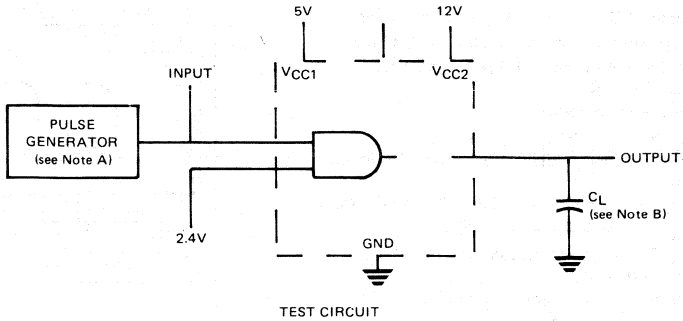 5V
12V
INPUT
VCC1
VCC2
PULSE
GENERATOR
(see Note A)
OUTPUT
CL
(see Note B)
2.4V
GND
TEST CIRCUIT